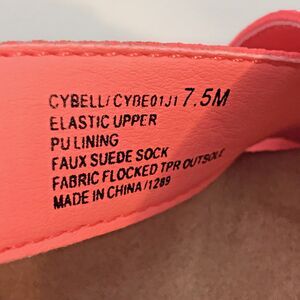 CYBELL/ CYBE01J1 7.5M
ELASTIC UPPER
PU LINING
FAUX SUEDE SOCK
FABRIC FLOCKED TPR OUTSOLE
MADE IN CHINA/1289